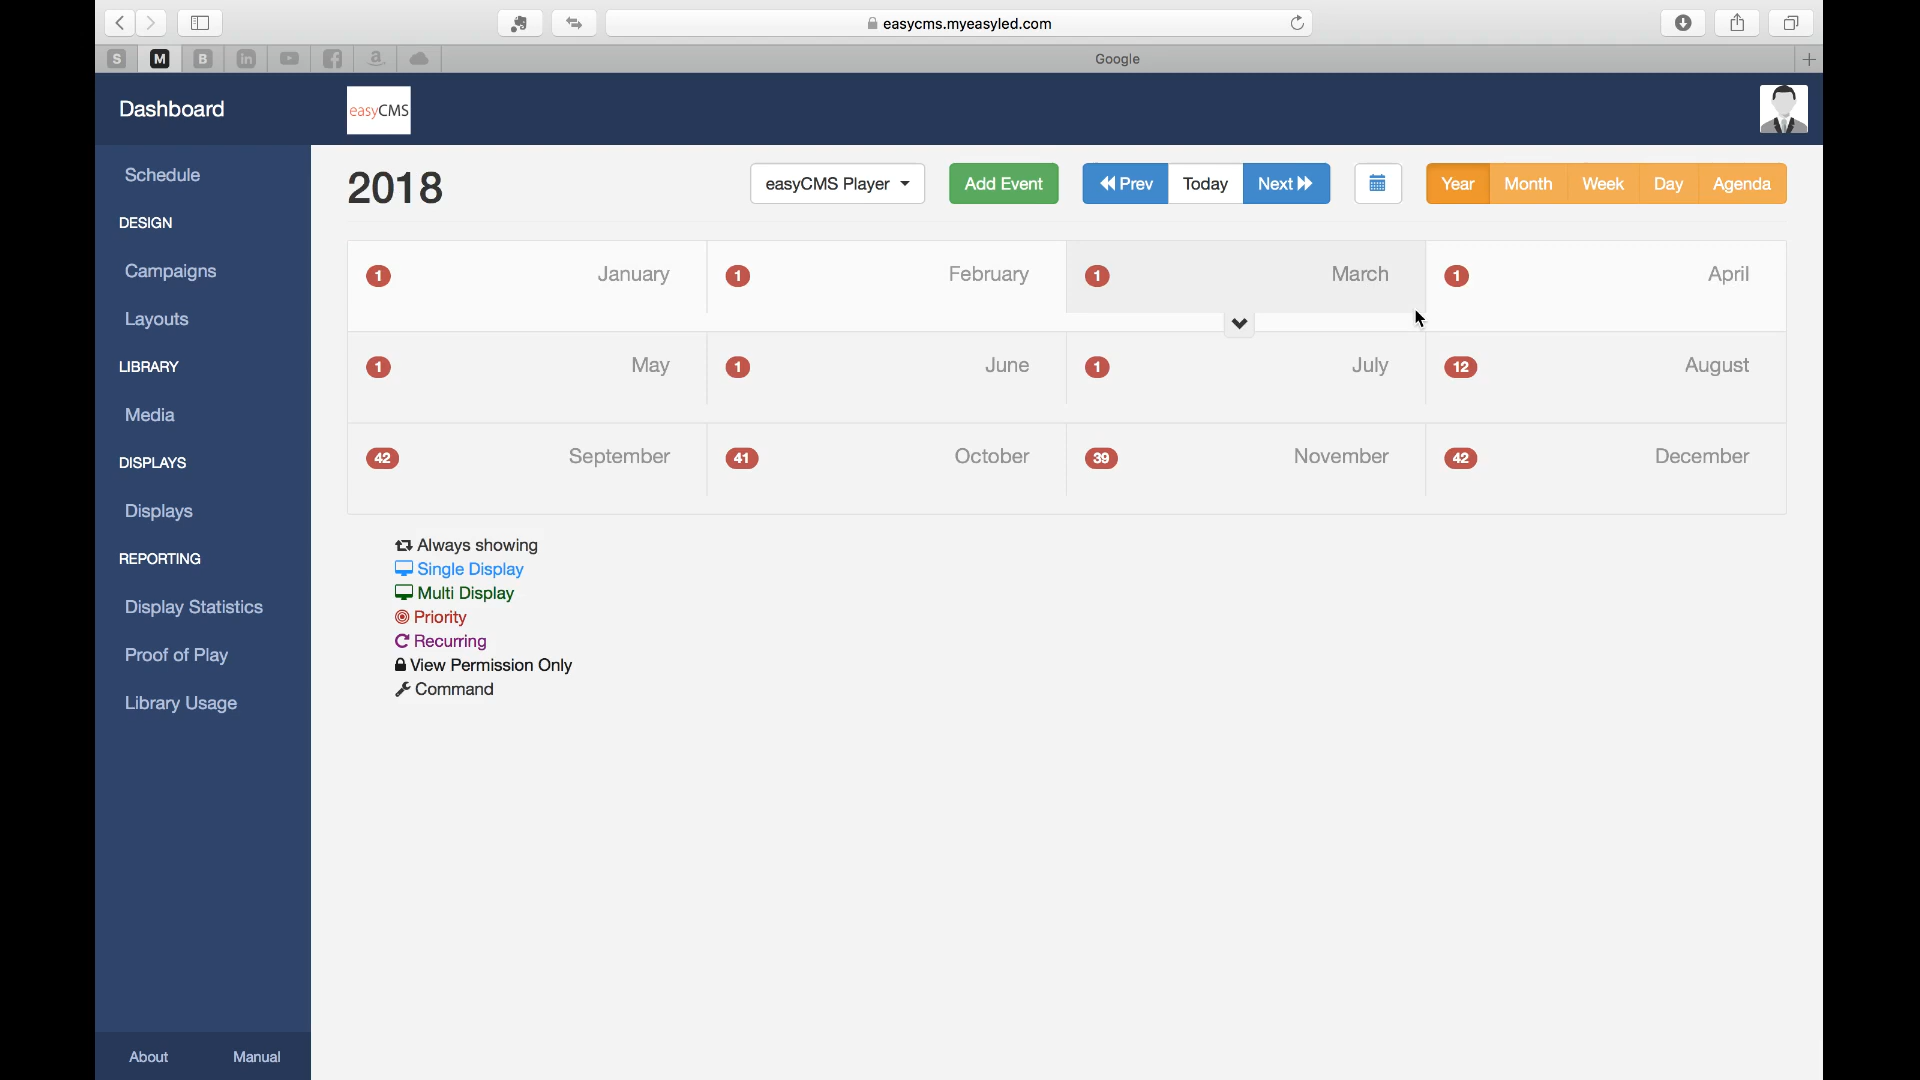 easycms.myeasyled.com
S M B in a
Google
Dashboard
easyCMS
Schedule
DESIGN
Campaigns
Layouts
LIBRARY
Media
DISPLAYS
Displays
REPORTING
Display Statistics
Proof of Play
Library Usage
About Manual
2018 easyCMS Player Add Event Prev Today Next Year Month Week Day Agenda
1 January 1 February 1 March 1 April
1 May 1 June 1 July 12 August
42 September 41 October 39 November 42 December
Always showing
Single Display
Multi Display
Priority
Recurring
View Permission Only
Command